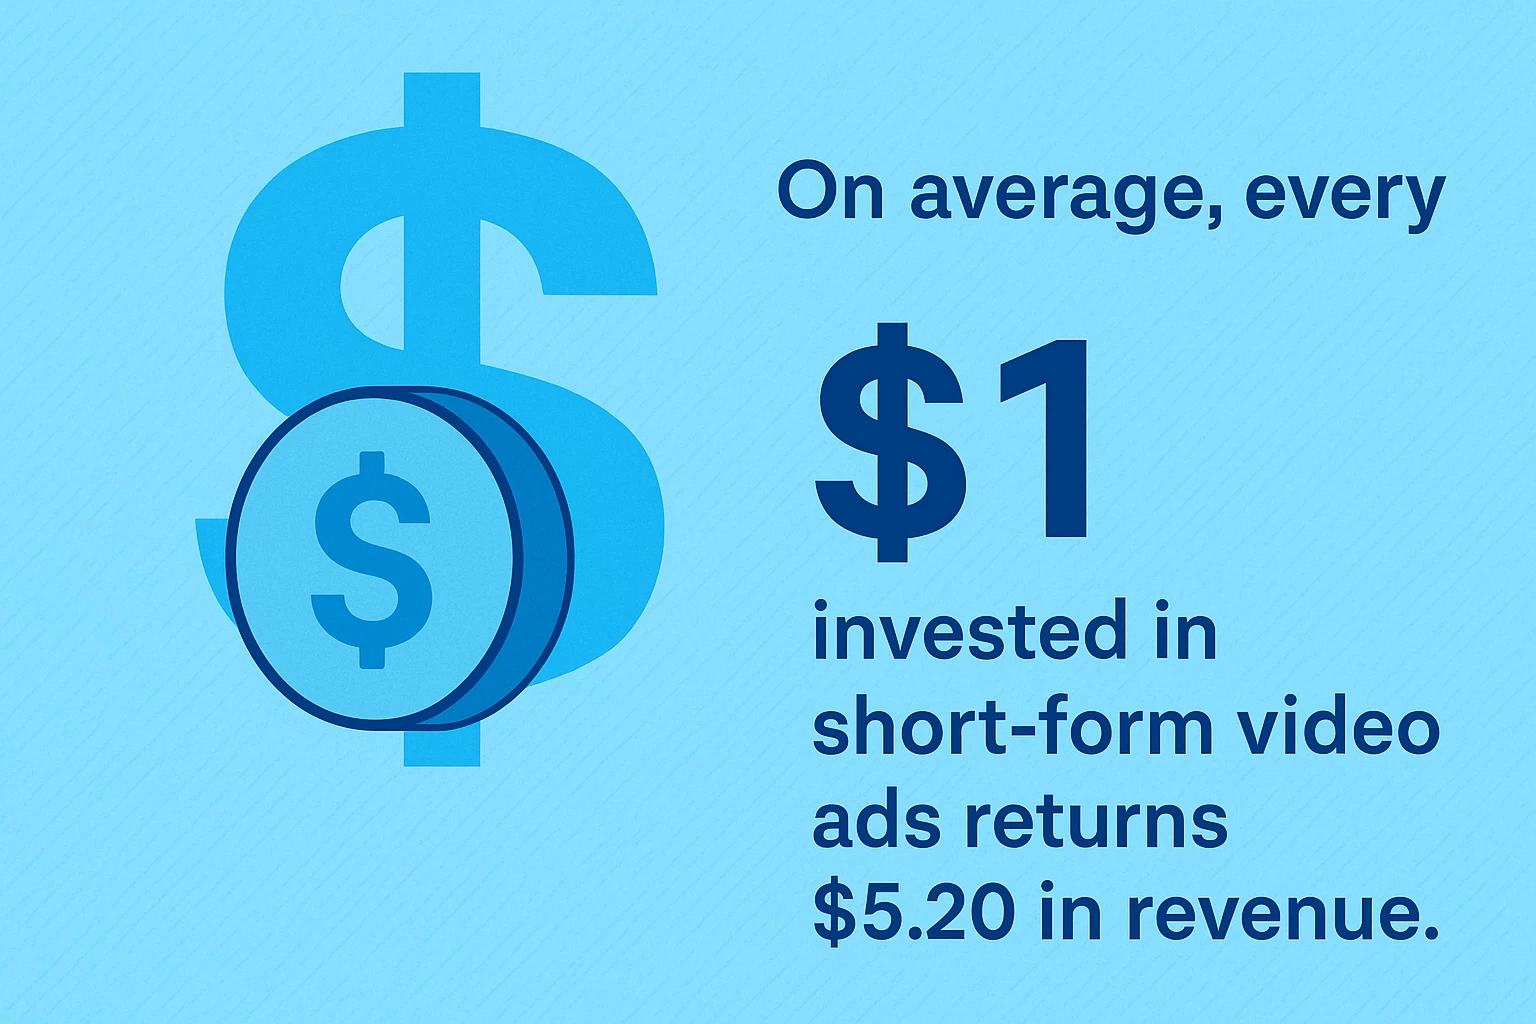 On average, every
$1
invested in
short-form video
ads returns
$5.20 in revenue.
$
$